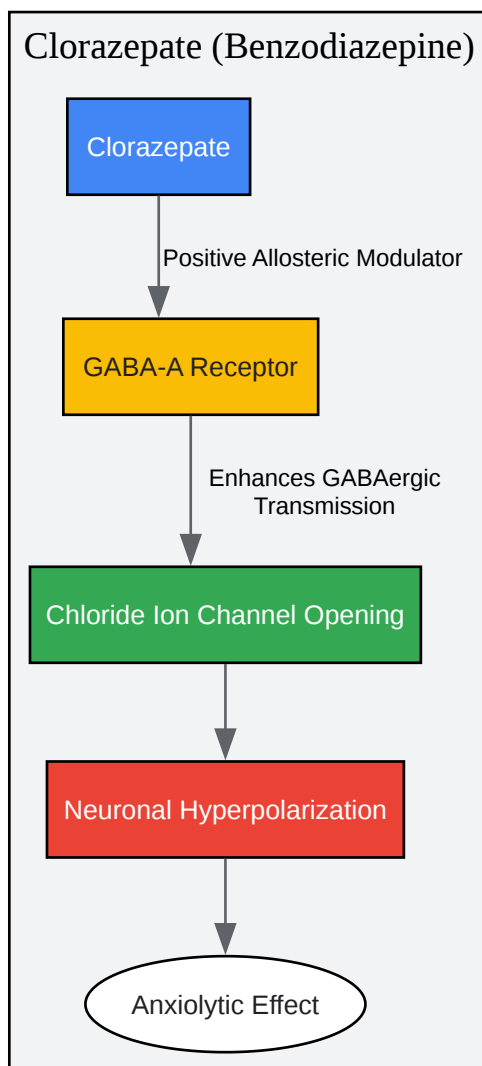 Clorazepate (Benzodiazepine)
Clorazepate
Positive Allosteric Modulator
GABA-A Receptor
Enhances GABAergic
Transmission
Chloride Ion Channel Opening
Neuronal Hyperpolarization
Anxiolytic Effect